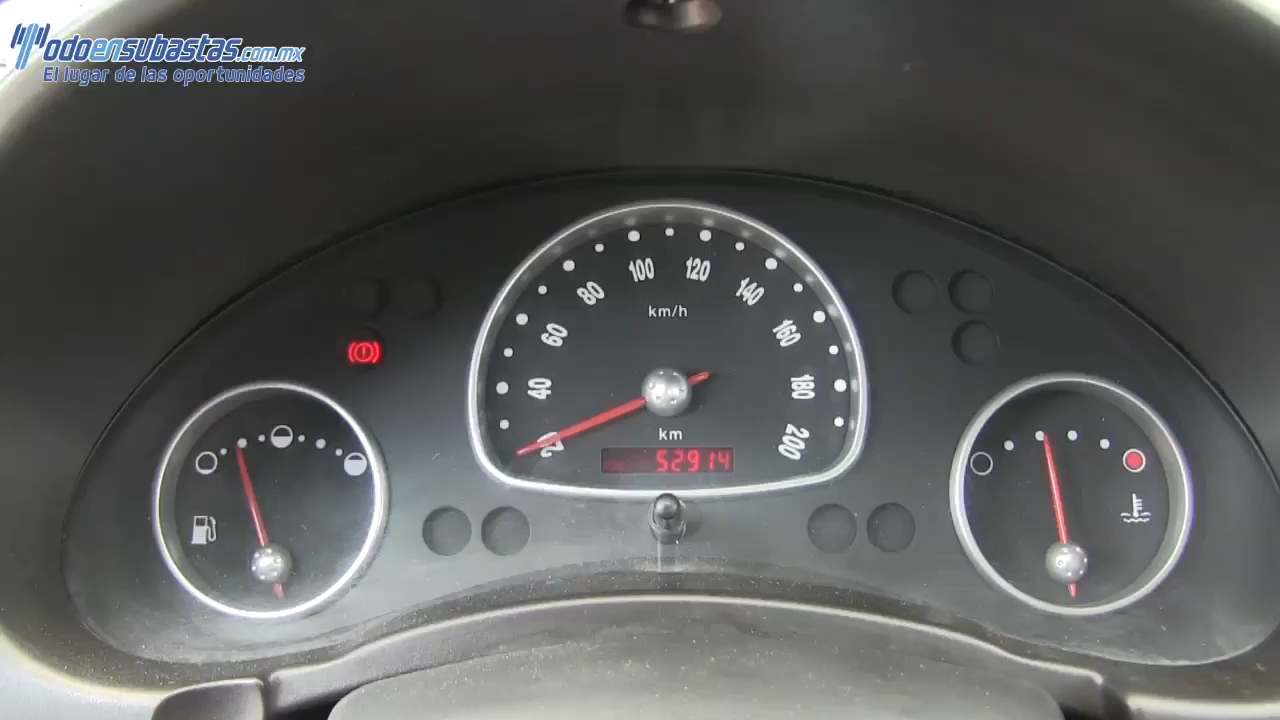 Todoensubastas.com.mx
El lugar de las oportunidades
100 120
80 140
km/h
60 160
40 180
km
20 200
52914